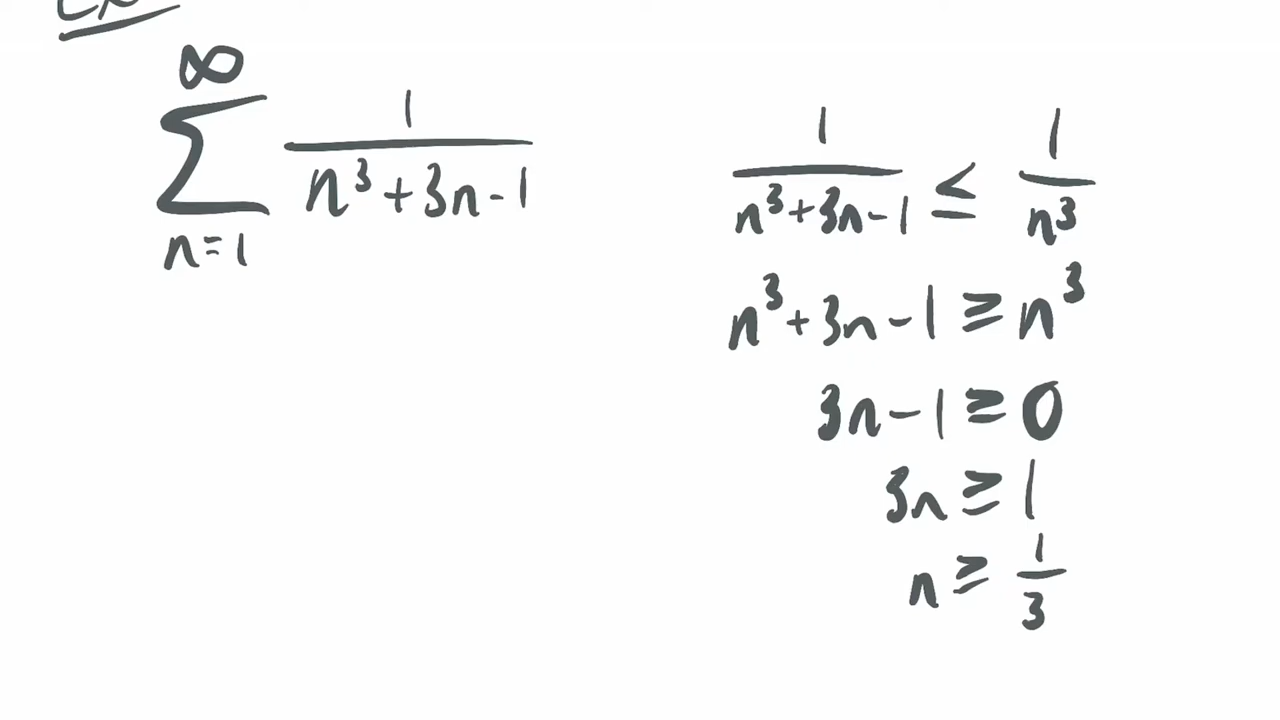 ∞
∑ 1/(n³+3n-1)
n=1
1/(n³+3n-1) ≤ 1/n³
n³+3n-1 ≥ n³
3n-1 ≥ 0
3n ≥ 1
n ≥ 1/3